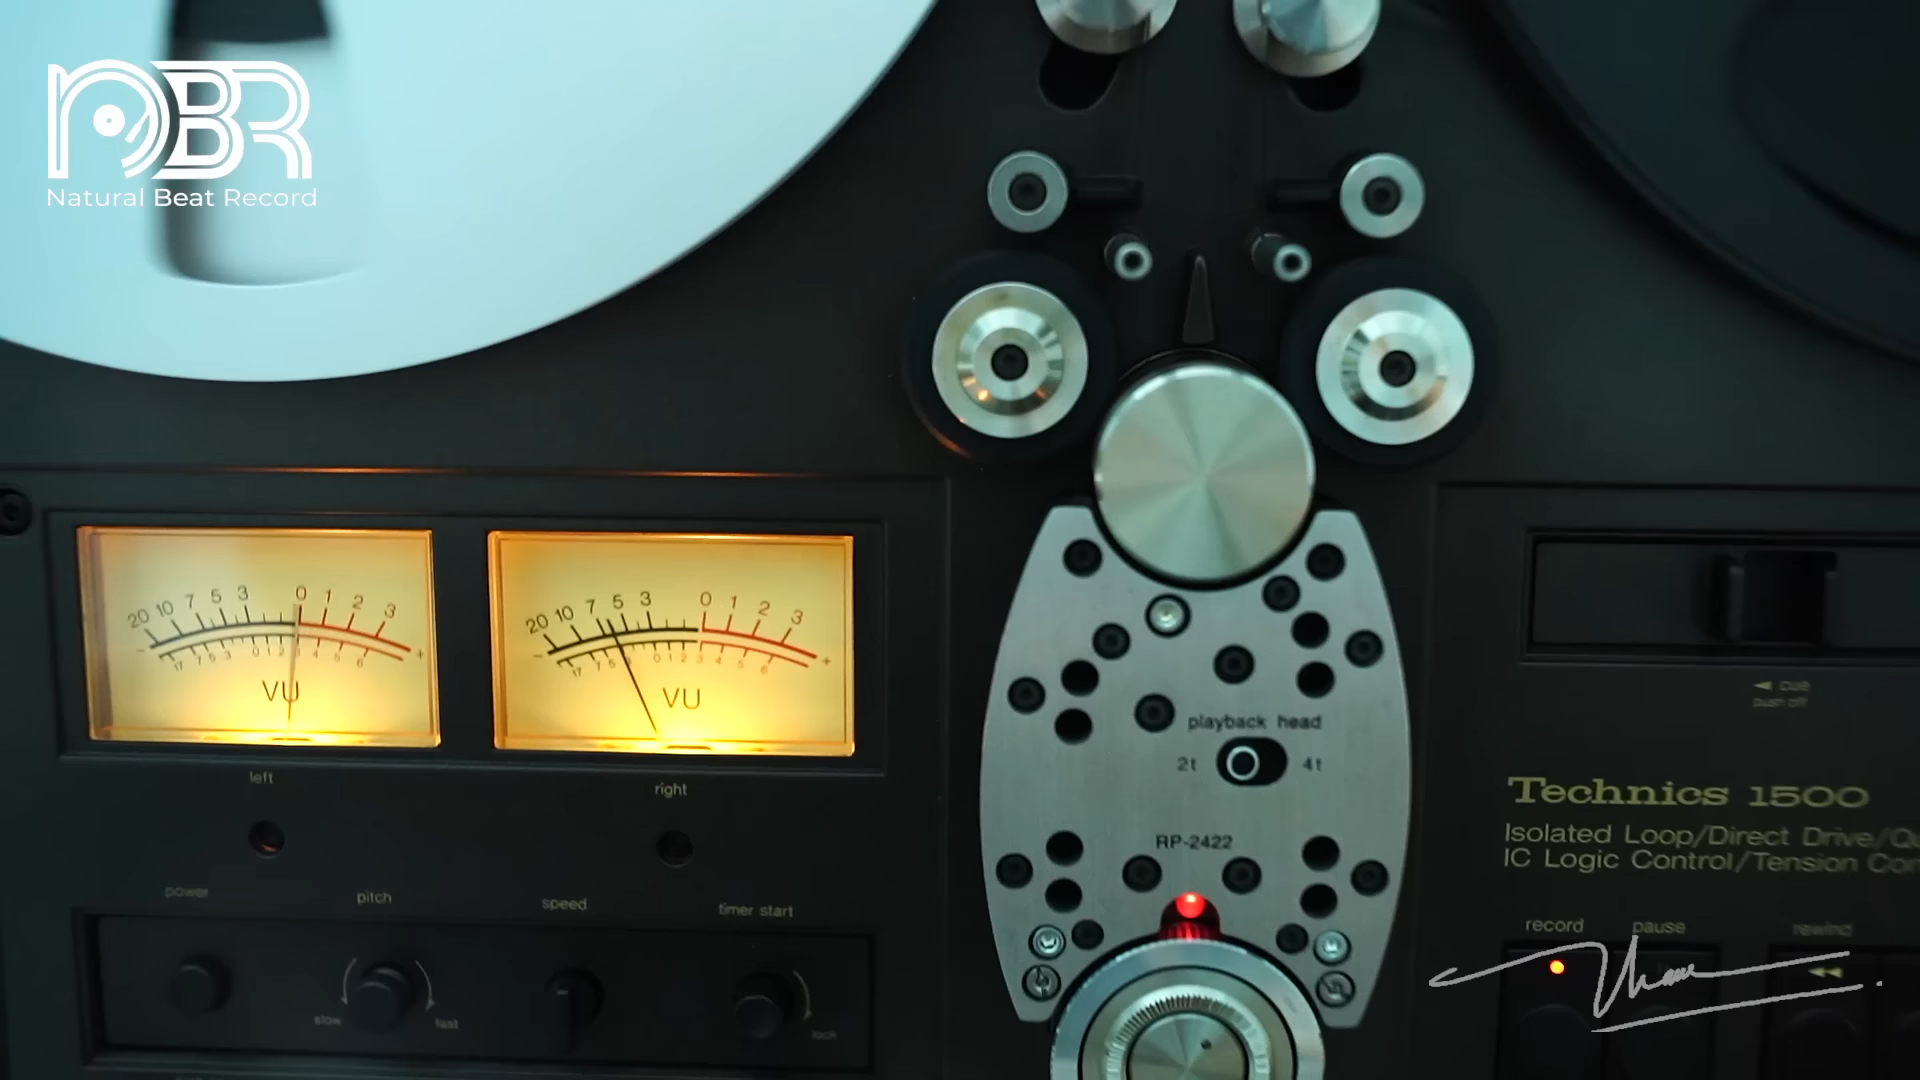 NBR
Natural Beat Record
20 10 7 5 3 0 1 2 3
- +
VU
left
20 10 7 5 3 0 1 2 3
- +
VU
right
power
pitch
speed
timer start
slow
fast
lock
playback head
2t 4t
RP-2422
cue
push off
Technics 1500
Isolated Loop/Direct Drive/Qu
IC Logic Control/Tension Con
record
pause
rewind